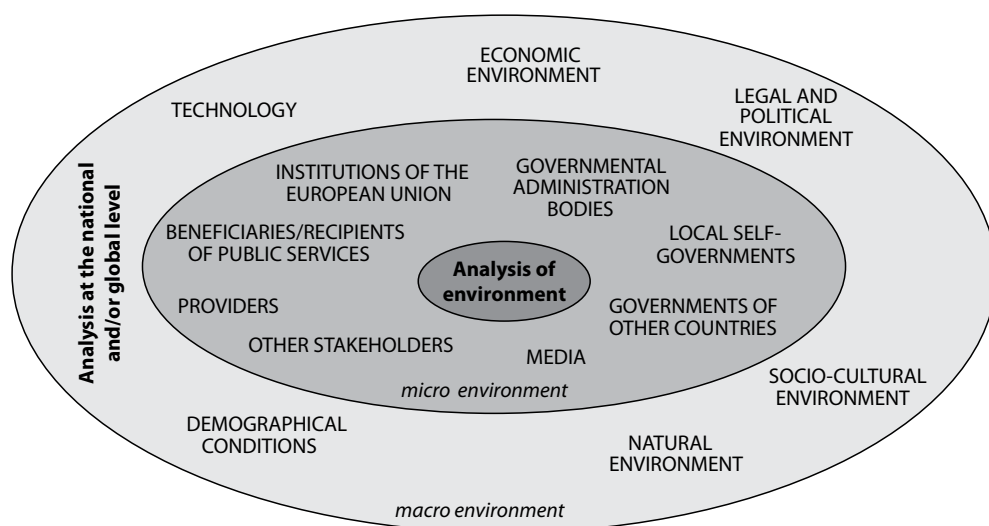 ECONOMIC
ENVIRONMENT
TECHNOLOGY
LEGAL AND
POLITICAL
ENVIRONMENT
Analysis at the national
and/or global level
INSTITUTIONS OF THE
EUROPEAN UNION
GOVERNMENTAL
ADMINISTRATION
BODIES
BENEFICIARIES/RECIPIENTS
OF PUBLIC SERVICES
LOCAL SELF-
GOVERNMENTS
Analysis of
environment
PROVIDERS
GOVERNMENTS OF
OTHER COUNTRIES
OTHER STAKEHOLDERS
MEDIA
micro environment
SOCIO-CULTURAL
ENVIRONMENT
DEMOGRAPHICAL
CONDITIONS
NATURAL
ENVIRONMENT
macro environment